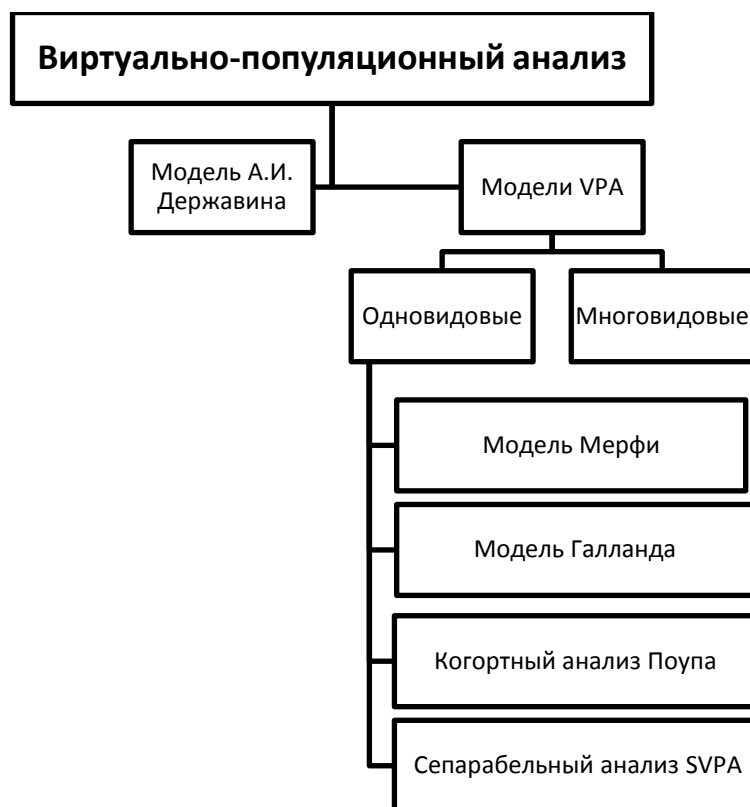 Виртуально-популяционный анализ
Модель А.И.
Державина
Модели VPA
Одновидовые
Многовидовые
Модель Мерфи
Модель Галланда
Когортный анализ Поупа
Сепарабельный анализ SVPA